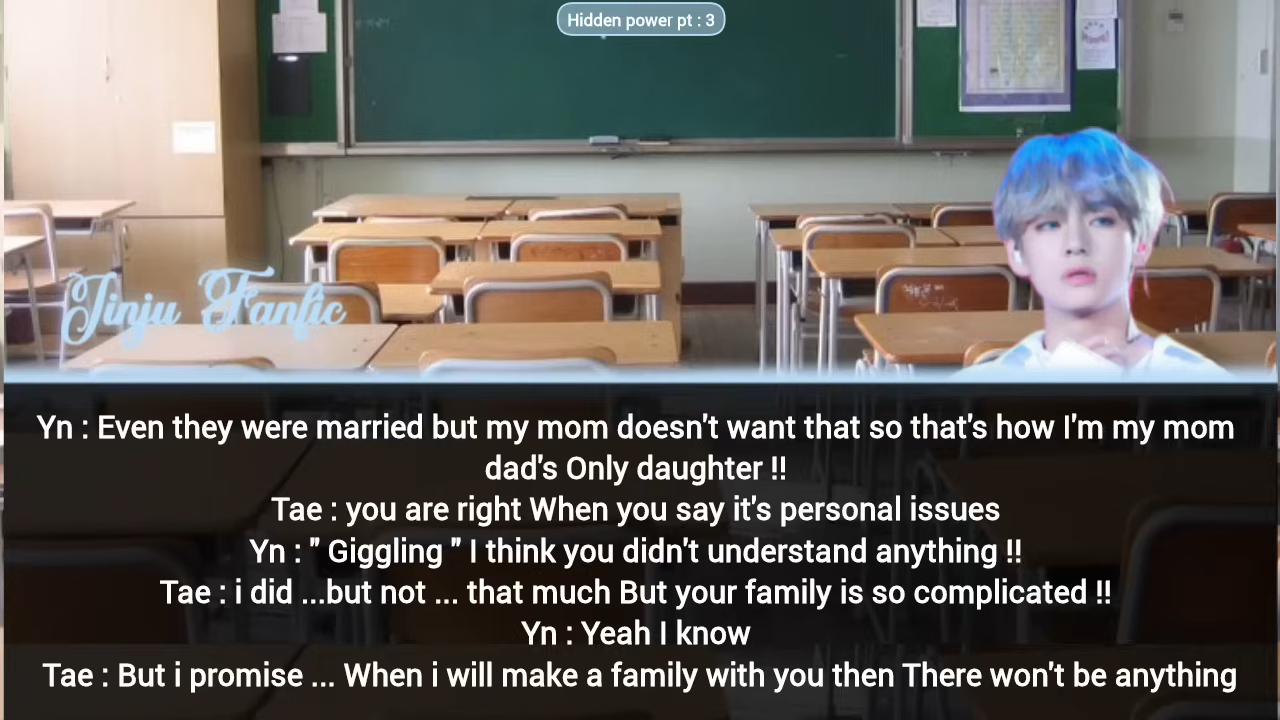 Hidden power pt : 3
Jinju Fanfic
Yn : Even they were married but my mom doesn't want that so that's how I'm my mom
dad's Only daughter !!
Tae : you are right When you say it's personal issues
Yn : " Giggling " I think you didn't understand anything !!
Tae : i did ...but not ... that much But your family is so complicated !!
Yn : Yeah I know
Tae : But i promise ... When i will make a family with you then There won't be anything